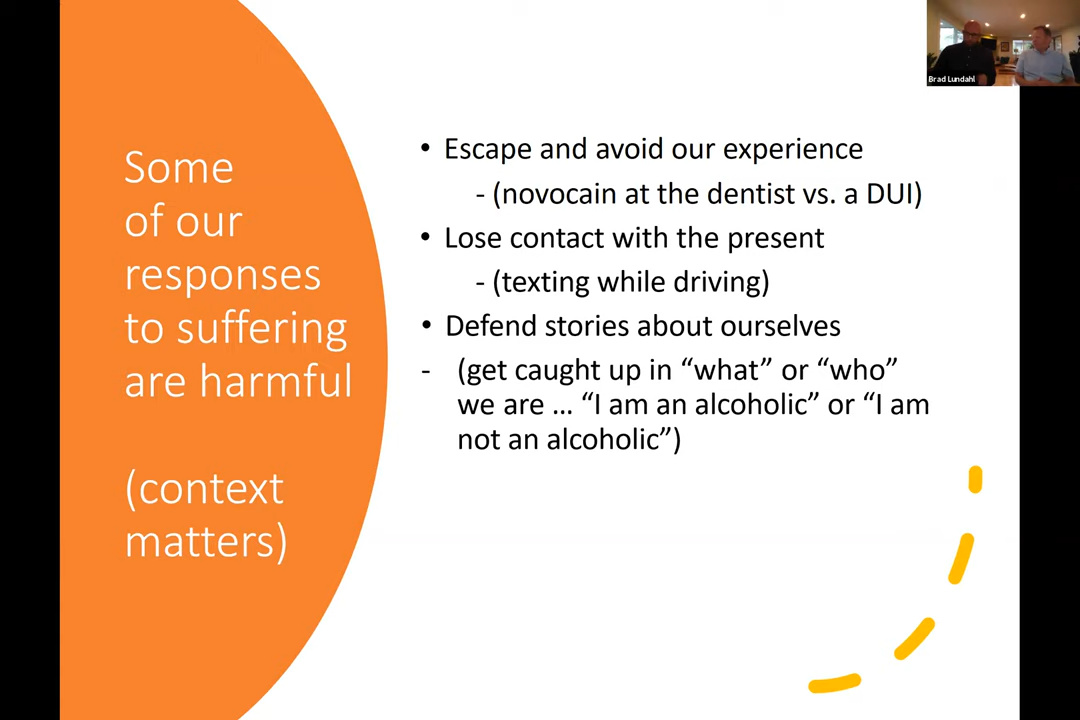 Some
of our
responses
to suffering
are harmful
(context
matters)
• Escape and avoid our experience
- (novocain at the dentist vs. a DUI)
• Lose contact with the present
- (texting while driving)
• Defend stories about ourselves
- (get caught up in “what” or “who”
we are ... “I am an alcoholic” or “I am
not an alcoholic”)
Brad Lundahl